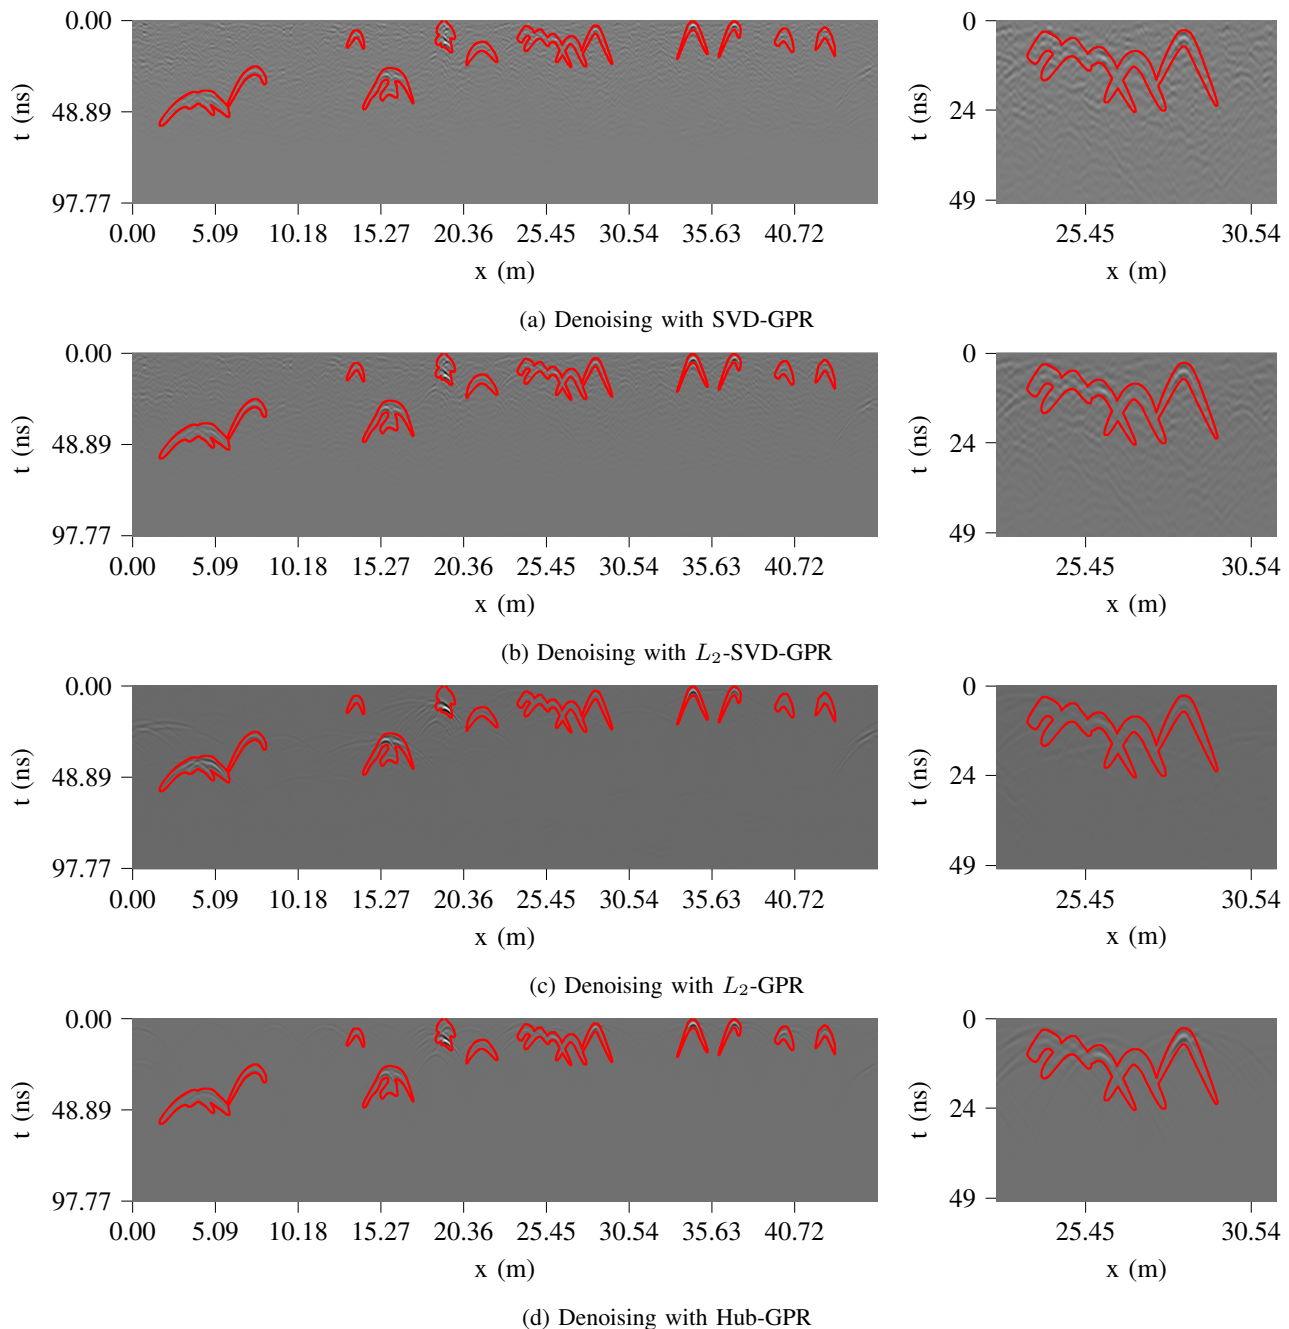 0.00
48.89
97.77
t (ns)
0.00 5.09 10.18 15.27 20.36 25.45 30.54 35.63 40.72
x (m)
0
24
49
t (ns)
25.45 30.54
x (m)
(a) Denoising with SVD-GPR
0.00
48.89
97.77
t (ns)
0.00 5.09 10.18 15.27 20.36 25.45 30.54 35.63 40.72
x (m)
0
24
49
t (ns)
25.45 30.54
x (m)
(b) Denoising with L₂-SVD-GPR
0.00
48.89
97.77
t (ns)
0.00 5.09 10.18 15.27 20.36 25.45 30.54 35.63 40.72
x (m)
0
24
49
t (ns)
25.45 30.54
x (m)
(c) Denoising with L₂-GPR
0.00
48.89
97.77
t (ns)
0.00 5.09 10.18 15.27 20.36 25.45 30.54 35.63 40.72
x (m)
0
24
49
t (ns)
25.45 30.54
x (m)
(d) Denoising with Hub-GPR